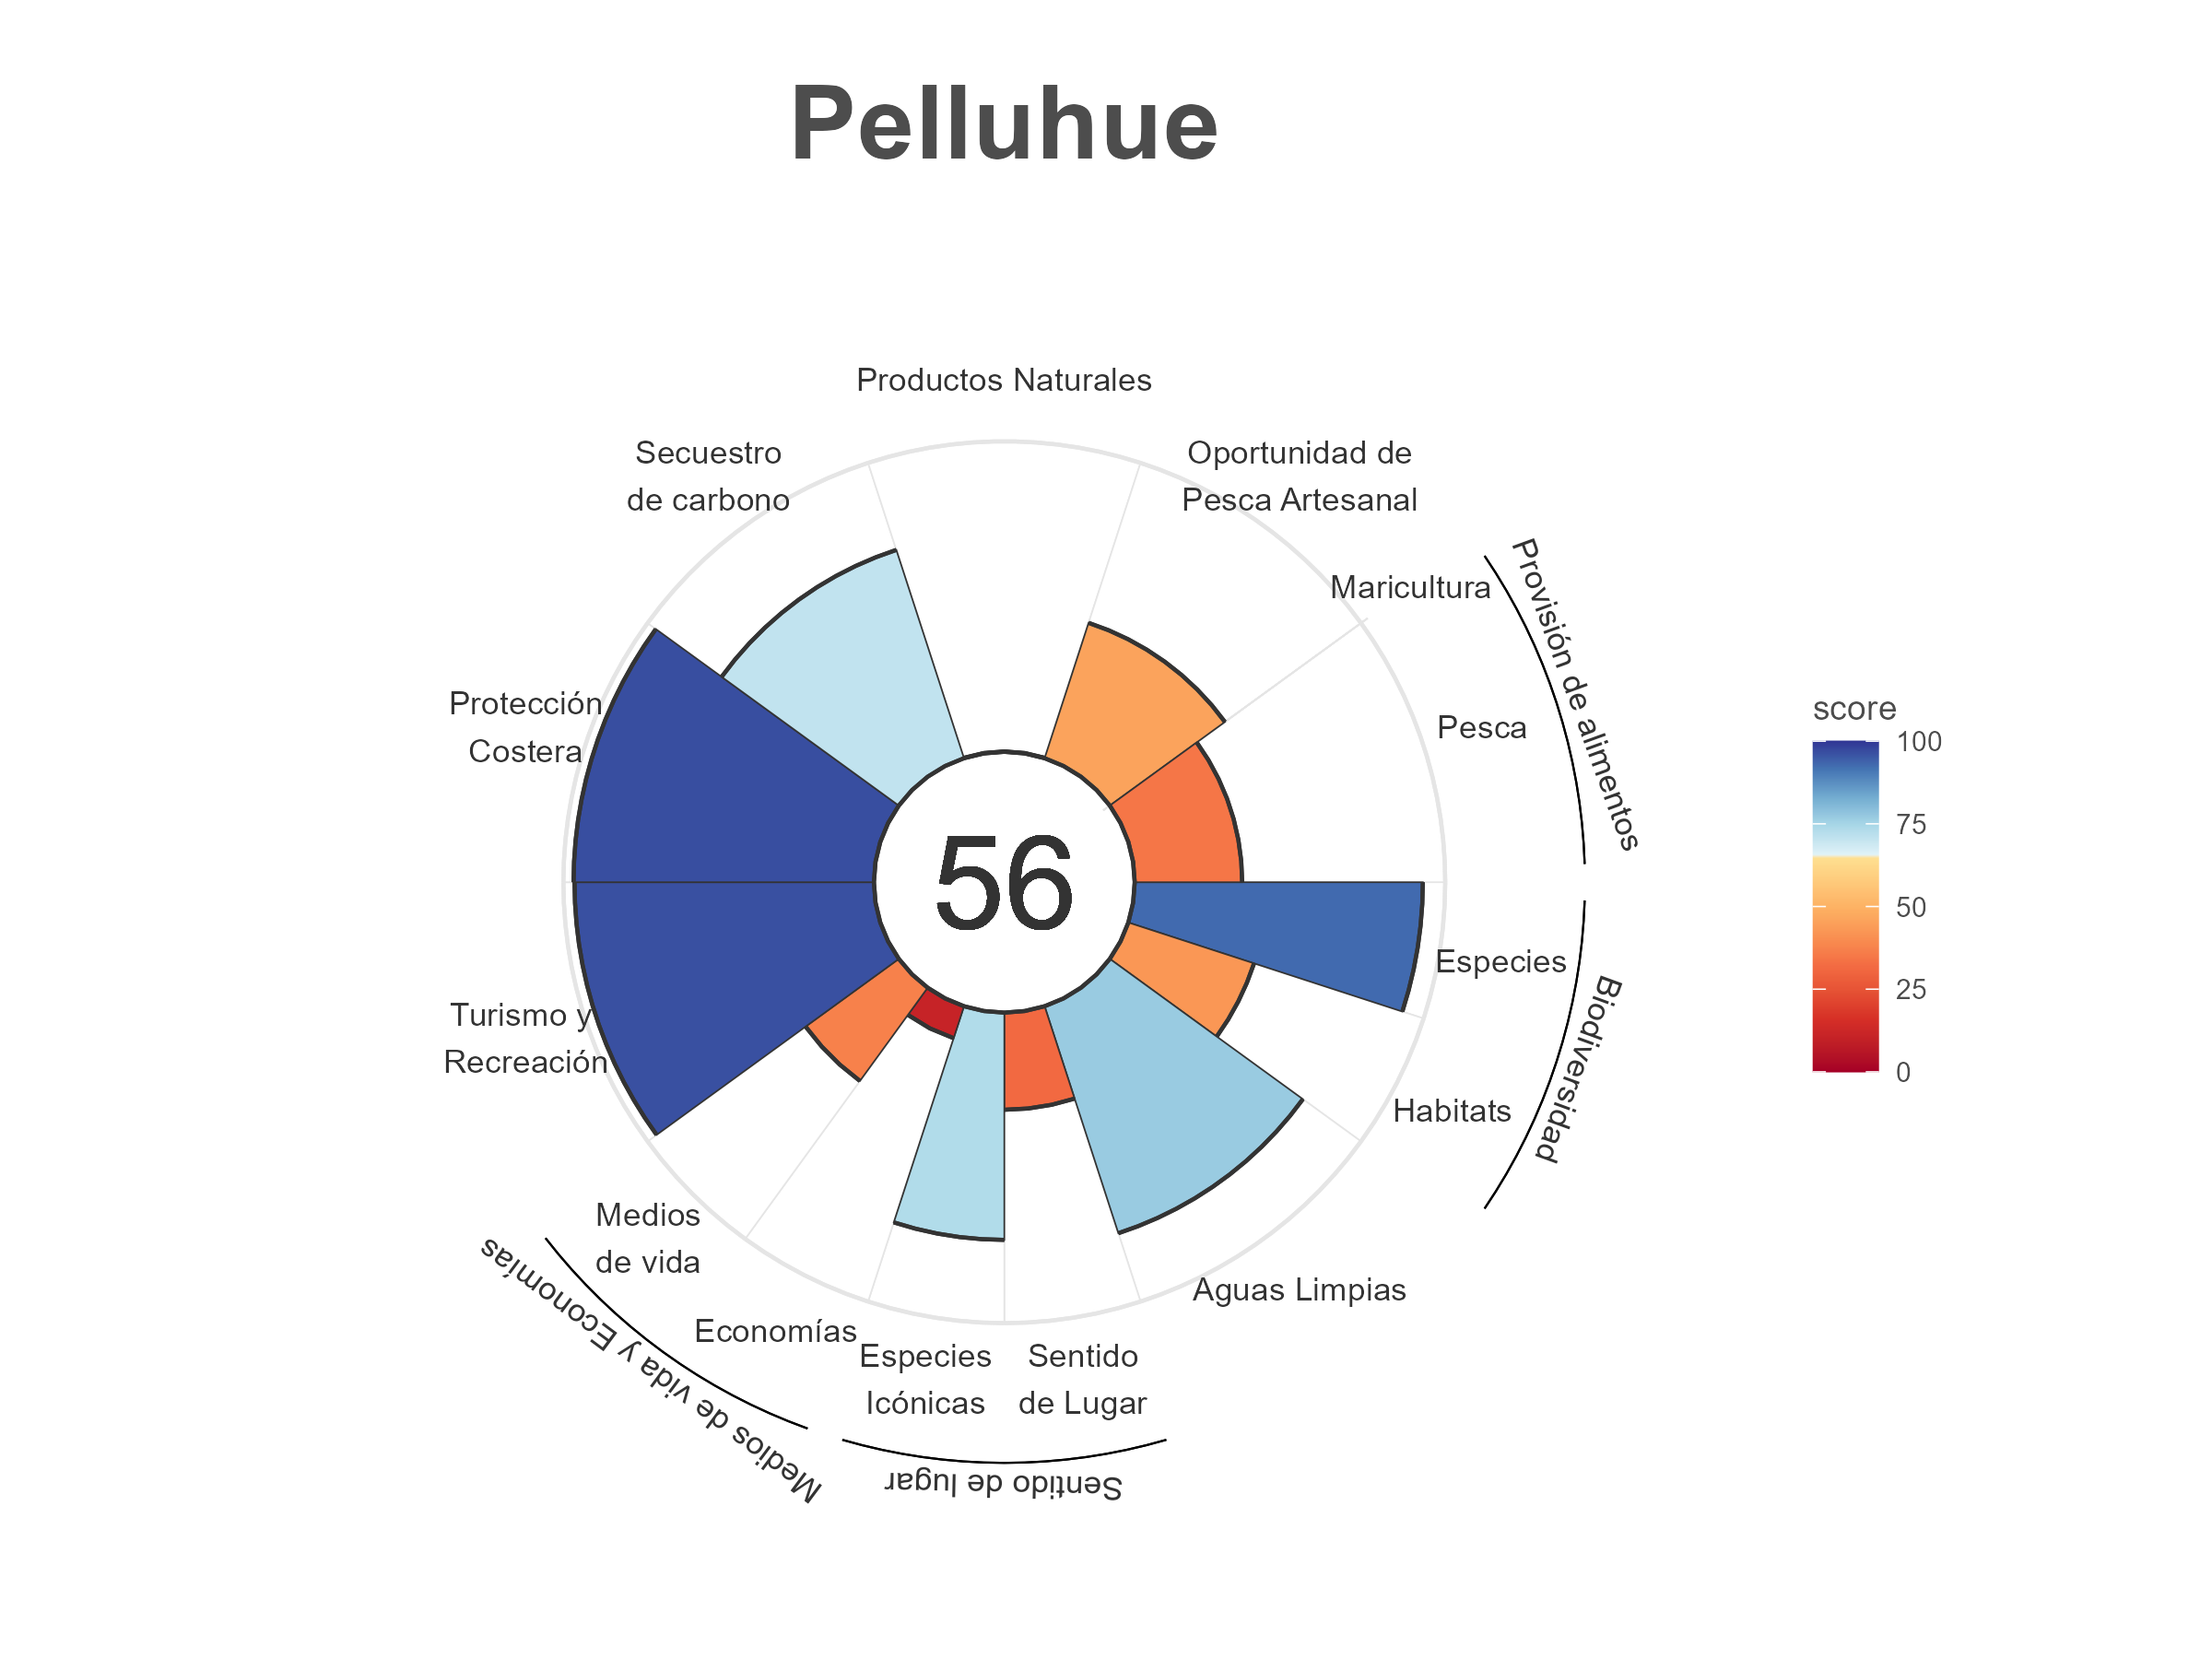 Pelluhue
Productos Naturales
Secuestro
de carbono
Oportunidad de
Pesca Artesanal
Maricultura
Provisión de alimentos
Pesca
Protección
Costera
score
100
75
50
25
0
56
Especies
Biodiversidad
Habitats
Turismo y
Recreación
Medios
de vida
Economías
Medios de vida y Economías
Especies
Icónicas
Sentido
de Lugar
Sentido de lugar
Aguas Limpias